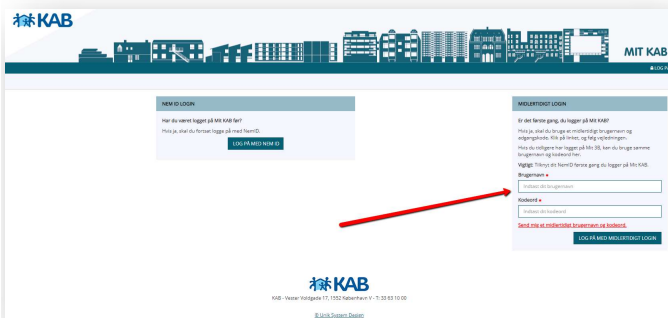 KAB
MIT KAB
LOG IN
NEM ID LOGIN
Har du været logget på Mit KAB før?
Hvis ja, skal du fortsat logge på med NemID.
LOG PÅ MED NEM ID
MIDLERTIDIGT LOGIN
Er det første gang, du logger på Mit KAB?
Hvis ja, skal du bruge et midlertidigt brugernavn og
adgangskode. Klik på linket, og følg vejledningen.
Hvis du tidligere har logget på Mit SB, kan du bruge samme
brugernavn og kodeord her.
Vigtigt: Tilknyt dit NemID første gang du logger på Mit KAB.
Brugernavn
Indtast dit brugernavn
Kodeord
Indtast dit kodeord
Send mig et midlertidigt brugernavn og kodeord.
LOG PÅ MED MIDLERTIDIGT LOGIN
KAB
KAB - Vester Voldgade 17, 1552 København V - T: 33 63 10 00
© Unik System Design